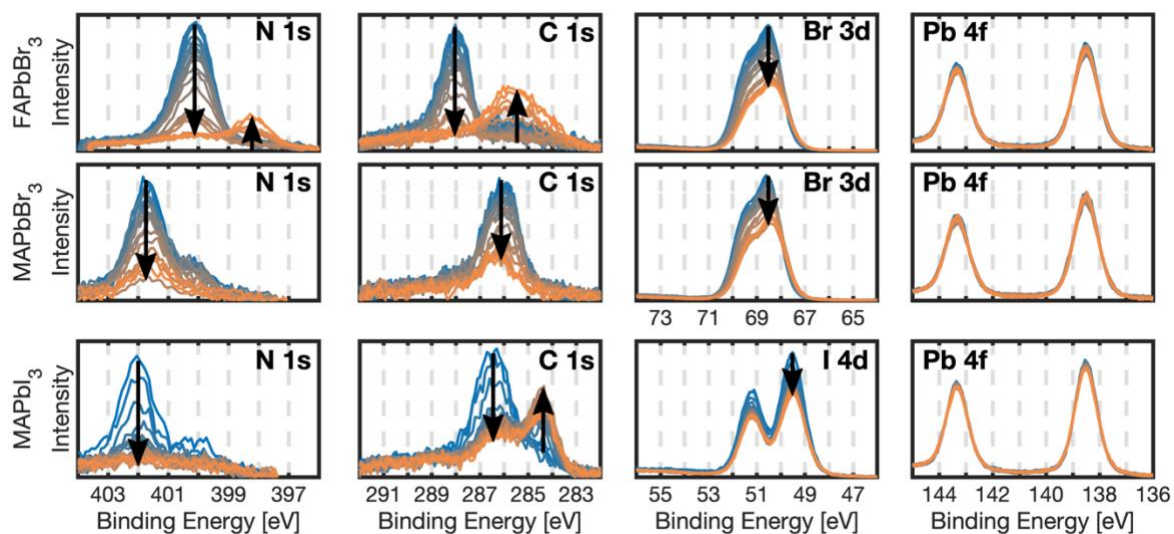 FAPbBr3
Intensity
N 1s
C 1s
Br 3d
Pb 4f
MAPbBr3
Intensity
N 1s
C 1s
Br 3d
Pb 4f
73 71 69 67 65
MAPbI3
Intensity
N 1s
C 1s
I 4d
Pb 4f
403 401 399 397
291 289 287 285 283
55 53 51 49 47
144 142 140 138 136
Binding Energy [eV]
Binding Energy [eV]
Binding Energy [eV]
Binding Energy [eV]